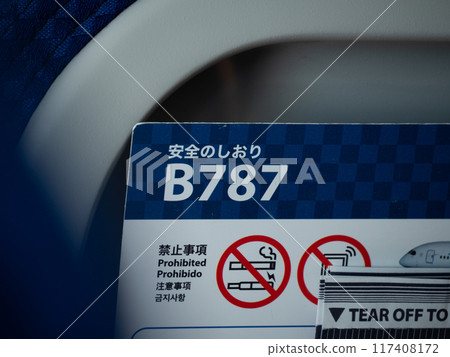 安全のしおり
B787
禁止事項
Prohibited
Prohibido
注意事項
금지사항
TEAR OFF TO
117408172